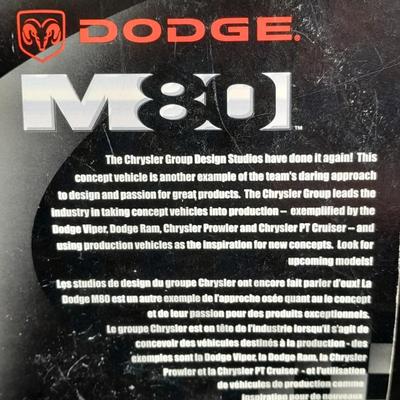 DODGE.
M80™
The Chrysler Group Design Studios have done it again! This
concept vehicle is another example of the team's daring approach
to design and passion for great products. The Chrysler Group leads the
industry in taking concept vehicles into production -- exemplified by the
Dodge Viper, Dodge Ram, Chrysler Prowler and Chrysler PT Cruiser -- and
using production vehicles as the inspiration for new concepts. Look for
upcoming models!
Les studios de design du groupe Chrysler ont encore fait parler d'eux! La
Dodge M80 est un autre exemple de l'approche osée quant au le concept
et de leur passion pour des produits exceptionnels.
Le groupe Chrysler est en tête de l'industrie lorsqu'il s'agit de
concevoir des véhicules destinés à la production - des
exemples sont la Dodge Viper, la Dodge Ram, la Chrysler
Prowler et la Chrysler PT Cruiser - et l'utilisation
de véhicules de production comme
inspiration pour de nouveaux